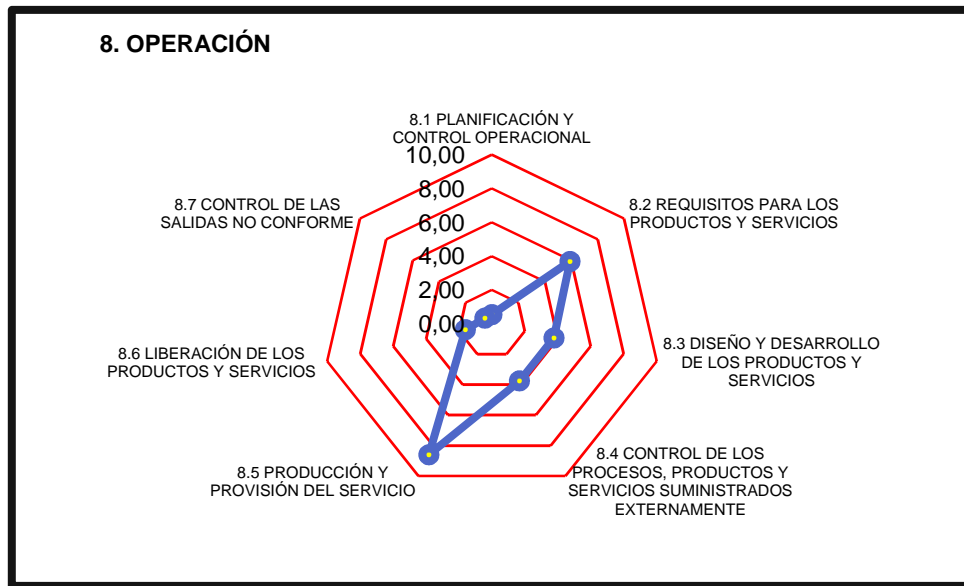 8. OPERACIÓN
8.1 PLANIFICACIÓN Y
CONTROL OPERACIONAL
10,00
8,00
6,00
4,00
2,00
0,00
8.2 REQUISITOS PARA LOS
PRODUCTOS Y SERVICIOS
8.3 DISEÑO Y DESARROLLO
DE LOS PRODUCTOS Y
SERVICIOS
8.4 CONTROL DE LOS
PROCESOS, PRODUCTOS Y
SERVICIOS SUMINISTRADOS
EXTERNAMENTE
8.5 PRODUCCIÓN Y
PROVISIÓN DEL SERVICIO
8.6 LIBERACIÓN DE LOS
PRODUCTOS Y SERVICIOS
8.7 CONTROL DE LAS
SALIDAS NO CONFORME